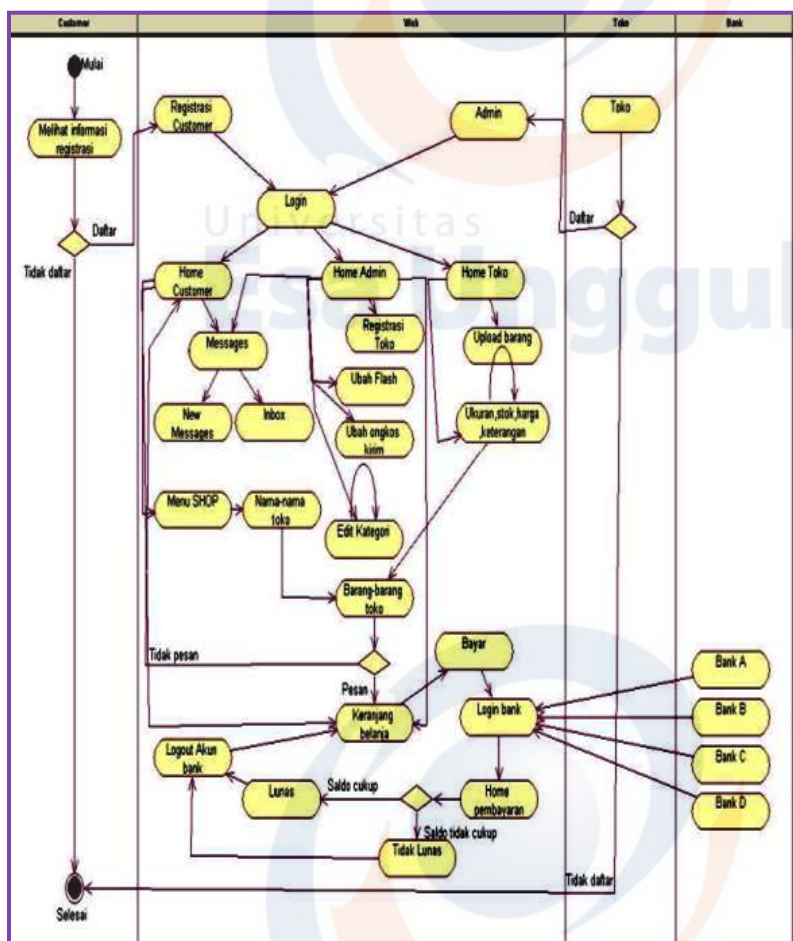 Customer
Web
Toko
Bank
Mulai
Melihat informasi
registrasi
Registrasi
Customer
Admin
Toko
Login
Universitas
Esa Unggul
Daftar
Daftar
Tidak daftar
Home
Customer
Home Admin
Home Toko
Messages
Registrasi
Toko
Upload barang
Ubah Flash
New
Messages
Inbox
Ubah ongkos
kirim
Ukuran,stok,harga
,keterangan
Menu SHOP
Nama-nama
toko
Edit Kategori
Barang-barang
toko
Tidak pesan
Bayar
Pesan
Keranjang
belanja
Login bank
Bank A
Bank B
Bank C
Bank D
Logout Akun
bank
Lunas
Saldo cukup
Home
pembayaran
Saldo tidak cukup
Tidak Lunas
Tidak daftar
Selesai